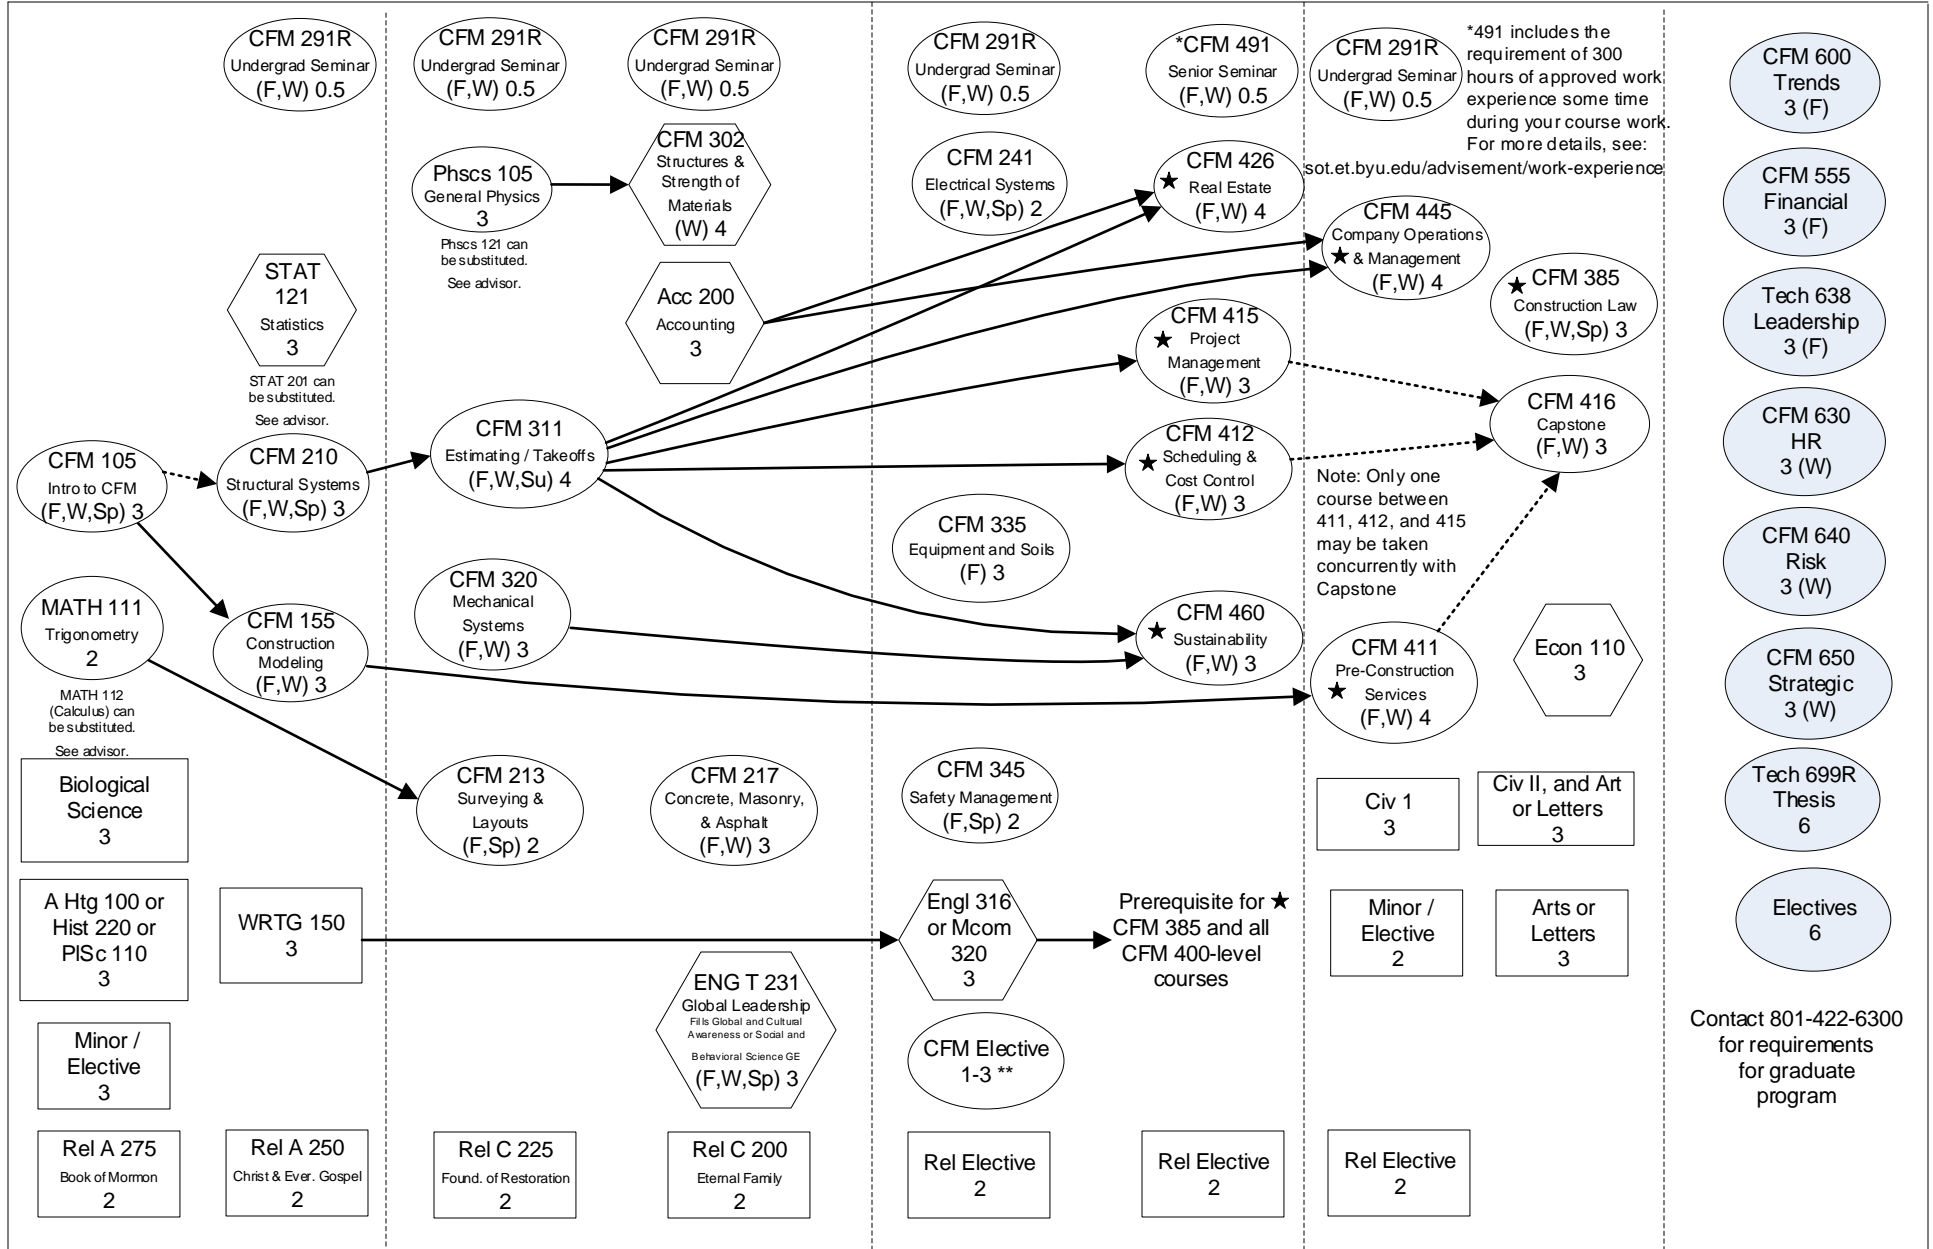 CFM 291R
Undergrad Seminar
(F,W) 0.5
CFM 291R
Undergrad Seminar
(F,W) 0.5
CFM 291R
Undergrad Seminar
(F,W) 0.5
CFM 291R
Undergrad Seminar
(F,W) 0.5
*CFM 491
Senior Seminar
(F,W) 0.5
CFM 291R
Undergrad Seminar
(F,W) 0.5
*491 includes the
requirement of 300
hours of approved work
experience some time
during your course work.
For more details, see:
sot.et.byu.edu/advisement/work-experience
CFM 600
Trends
3 (F)
Phscs 105
General Physics
3
Phscs 121 can
be substituted.
See advisor.
CFM 302
Structures &
Strength of
Materials
(W) 4
CFM 241
Electrical Systems
(F,W,Sp) 2
CFM 426
★ Real Estate
(F,W) 4
CFM 555
Financial
3 (F)
CFM 445
Company Operations
★ & Management
(F,W) 4
STAT
121
Statistics
3
STAT 201 can
be substituted.
See advisor.
Acc 200
Accounting
3
CFM 415
★ Project
Management
(F,W) 3
★ CFM 385
Construction Law
(F,W,Sp) 3
Tech 638
Leadership
3 (F)
CFM 105
Intro to CFM
(F,W,Sp) 3
CFM 210
Structural Systems
(F,W,Sp) 3
CFM 311
Estimating / Takeoffs
(F,W,Su) 4
CFM 412
★ Scheduling &
Cost Control
(F,W) 3
CFM 416
Capstone
(F,W) 3
CFM 630
HR
3 (W)
Note: Only one
course between
411, 412, and 415
may be taken
concurrently with
Capstone
CFM 335
Equipment and Soils
(F) 3
CFM 640
Risk
3 (W)
MATH 111
Trigonometry
2
MATH 112
(Calculus) can
be substituted.
See advisor.
CFM 155
Construction
Modeling
(F,W) 3
CFM 320
Mechanical
Systems
(F,W) 3
CFM 460
★ Sustainability
(F,W) 3
CFM 411
Pre-Construction
★ Services
(F,W) 4
Econ 110
3
CFM 650
Strategic
3 (W)
Biological
Science
3
CFM 213
Surveying &
Layouts
(F,Sp) 2
CFM 217
Concrete, Masonry,
& Asphalt
(F,W) 3
CFM 345
Safety Management
(F,Sp) 2
Civ 1
3
Civ II, and Art
or Letters
3
Tech 699R
Thesis
6
A Htg 100 or
Hist 220 or
PlSc 110
3
WRTG 150
3
Engl 316
or Mcom
320
3
Prerequisite for ★
CFM 385 and all
CFM 400-level
courses
Minor /
Elective
2
Arts or
Letters
3
Electives
6
ENG T 231
Global Leadership
Fills Global and Cultural
Awareness or Social and
Behavioral Science GE
(F,W,Sp) 3
Minor /
Elective
3
CFM Elective
1-3 **
Contact 801-422-6300
for requirements
for graduate
program
Rel A 275
Book of Mormon
2
Rel A 250
Christ & Ever. Gospel
2
Rel C 225
Found. of Restoration
2
Rel C 200
Eternal Family
2
Rel Elective
2
Rel Elective
2
Rel Elective
2